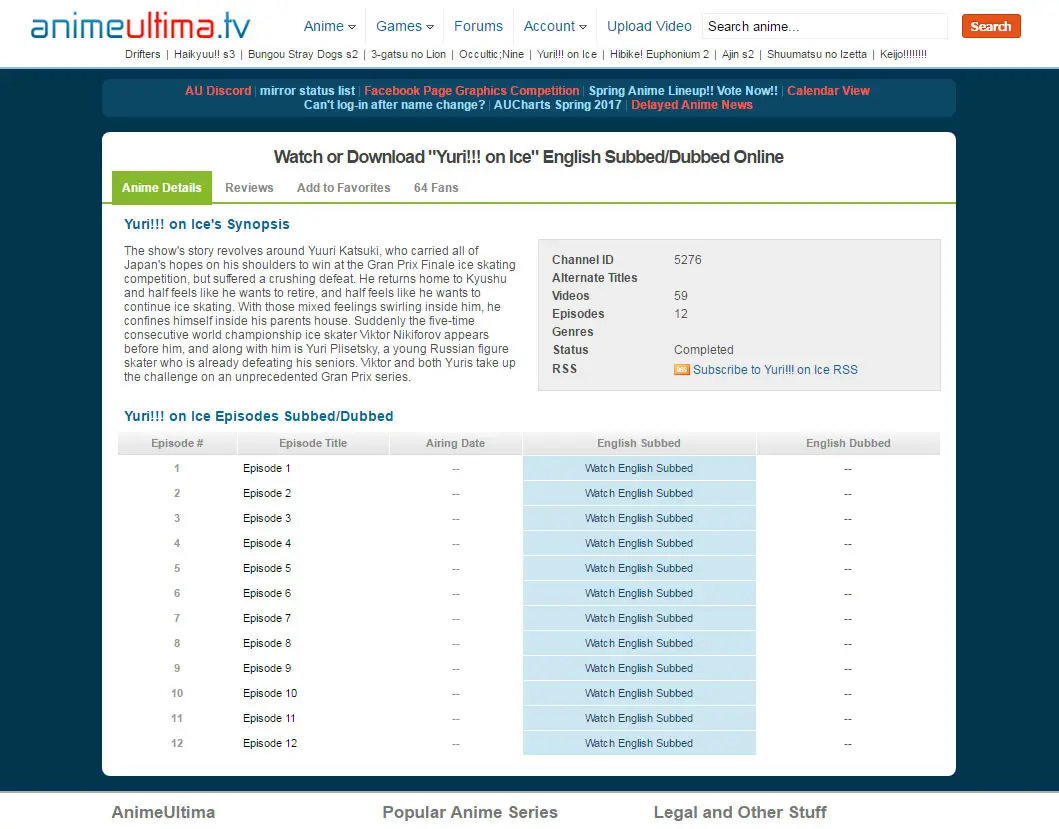 animeultima.tv
Anime Games Forums Account Upload Video Search anime... Search
Drifters | Haikyuu!! s3 | Bungou Stray Dogs s2 | 3-gatsu no Lion | Occultic;Nine | Yuri!!! on Ice | Hibike! Euphonium 2 | Ajin s2 | Shuumatsu no Izetta | Keijo!!!!!!!!
AU Discord | mirror status list | Facebook Page Graphics Competition | Spring Anime Lineup!! Vote Now!! | Calendar View
Can't log-in after name change? | AUCharts Spring 2017 | Delayed Anime News
Watch or Download "Yuri!!! on Ice" English Subbed/Dubbed Online
Anime Details Reviews Add to Favorites 64 Fans
Yuri!!! on Ice's Synopsis
The show's story revolves around Yuuri Katsuki, who carried all of
Japan's hopes on his shoulders to win at the Gran Prix Finale ice skating
competition, but suffered a crushing defeat. He returns home to Kyushu
and half feels like he wants to retire, and half feels like he wants to
continue ice skating. With those mixed feelings swirling inside him, he
confines himself inside his parents house. Suddenly the five-time
consecutive world championship ice skater Viktor Nikiforov appears
before him, and along with him is Yuri Plisetsky, a young Russian figure
skater who is already defeating his seniors. Viktor and both Yuris take up
the challenge on an unprecedented Gran Prix series.
Channel ID 5276
Alternate Titles
Videos 59
Episodes 12
Genres
Status Completed
RSS Subscribe to Yuri!!! on Ice RSS
Yuri!!! on Ice Episodes Subbed/Dubbed
Episode # Episode Title Airing Date English Subbed English Dubbed
1 Episode 1 -- Watch English Subbed --
2 Episode 2 -- Watch English Subbed --
3 Episode 3 -- Watch English Subbed --
4 Episode 4 -- Watch English Subbed --
5 Episode 5 -- Watch English Subbed --
6 Episode 6 -- Watch English Subbed --
7 Episode 7 -- Watch English Subbed --
8 Episode 8 -- Watch English Subbed --
9 Episode 9 -- Watch English Subbed --
10 Episode 10 -- Watch English Subbed --
11 Episode 11 -- Watch English Subbed --
12 Episode 12 -- Watch English Subbed --
AnimeUltima Popular Anime Series Legal and Other Stuff